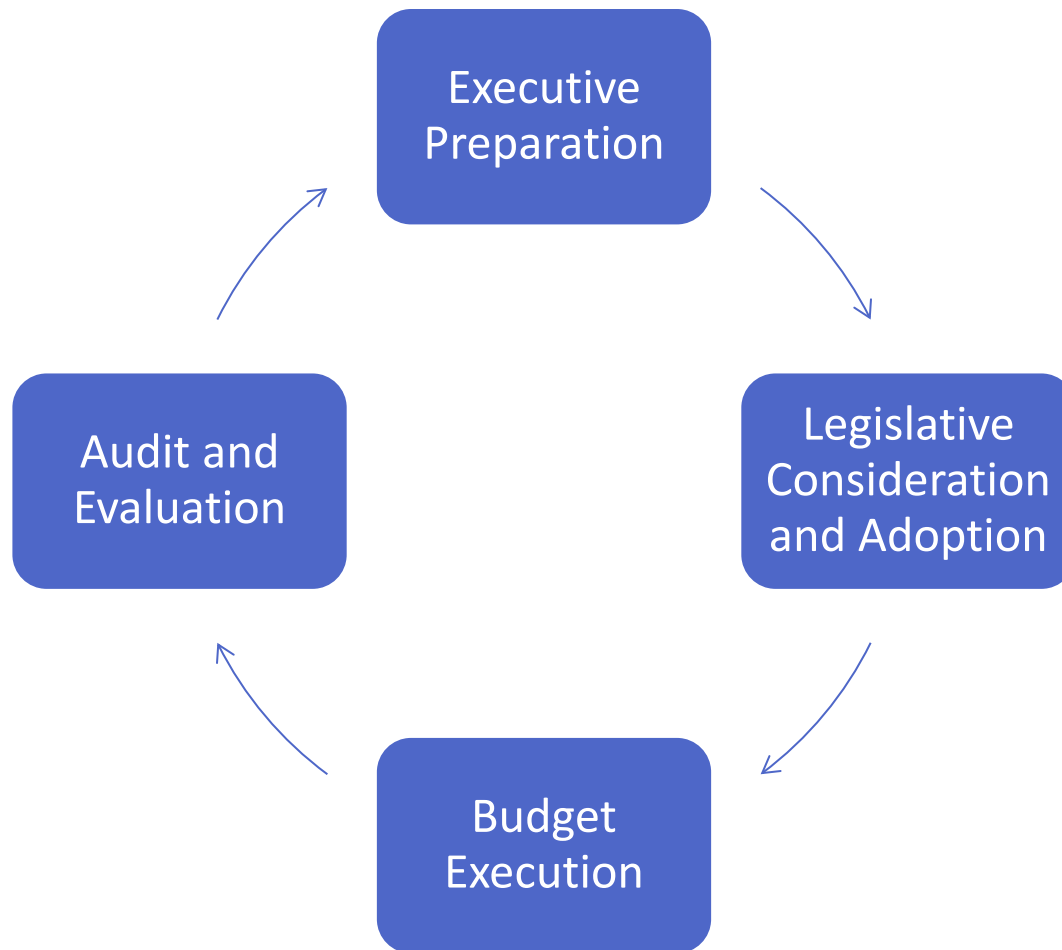 Executive
Preparation
Legislative
Consideration
and Adoption
Budget
Execution
Audit and
Evaluation